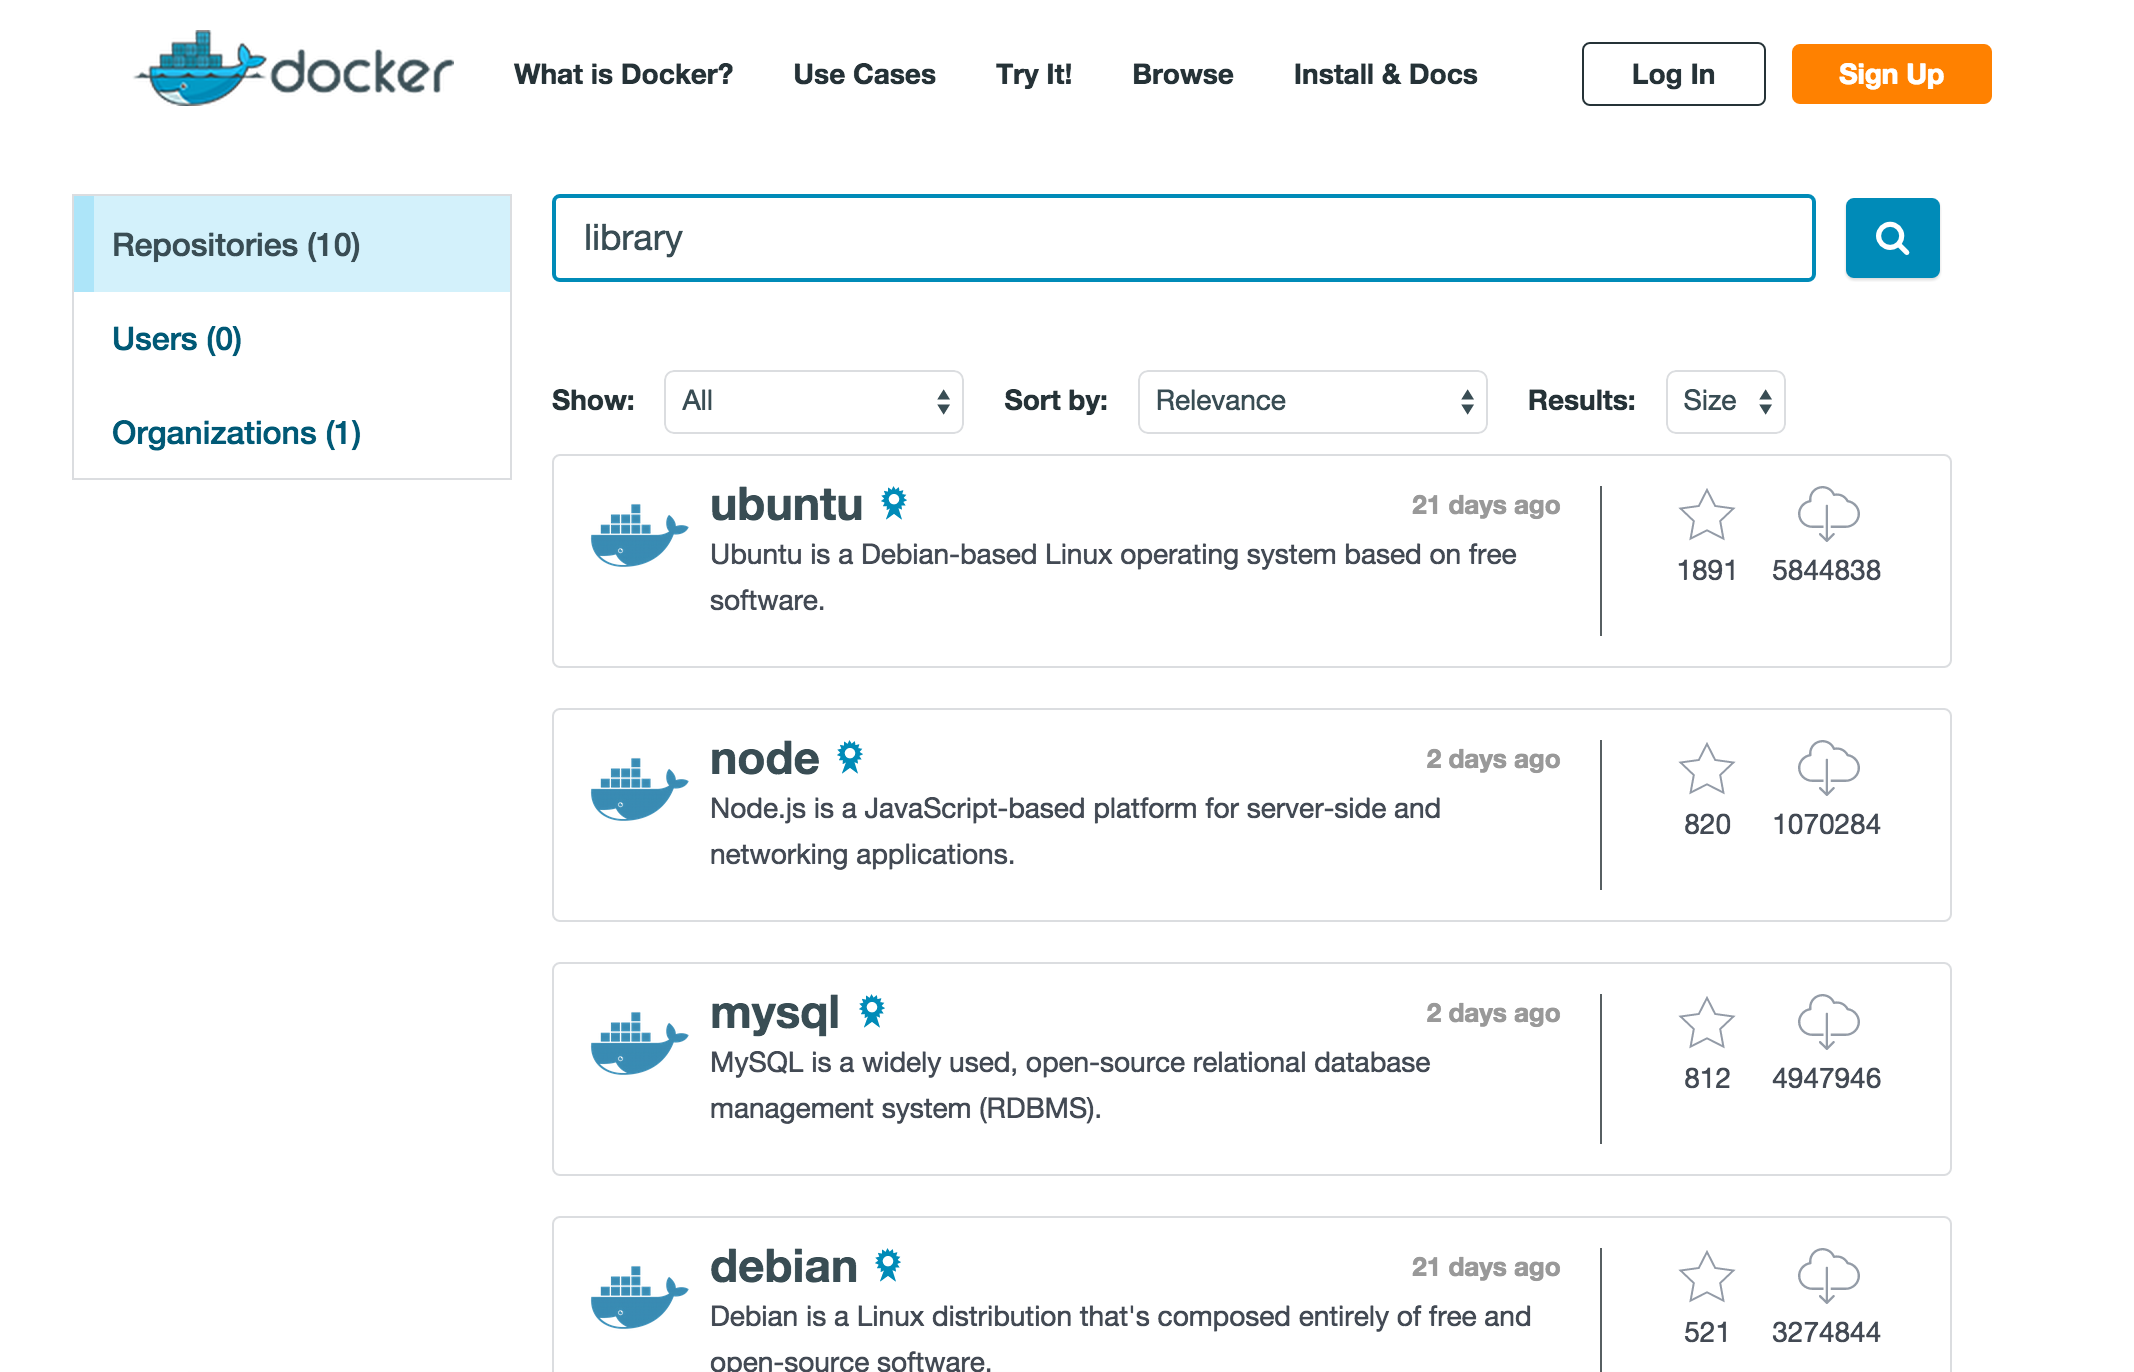 docker
What is Docker? Use Cases Try It! Browse Install & Docs Log In Sign Up
Repositories (10)
Users (0)
Organizations (1)
library
Show: All Sort by: Relevance Results: Size
ubuntu 21 days ago
Ubuntu is a Debian-based Linux operating system based on free
software.
1891 5844838
node 2 days ago
Node.js is a JavaScript-based platform for server-side and
networking applications.
820 1070284
mysql 2 days ago
MySQL is a widely used, open-source relational database
management system (RDBMS).
812 4947946
debian 21 days ago
Debian is a Linux distribution that's composed entirely of free and
open-source software.
521 3274844